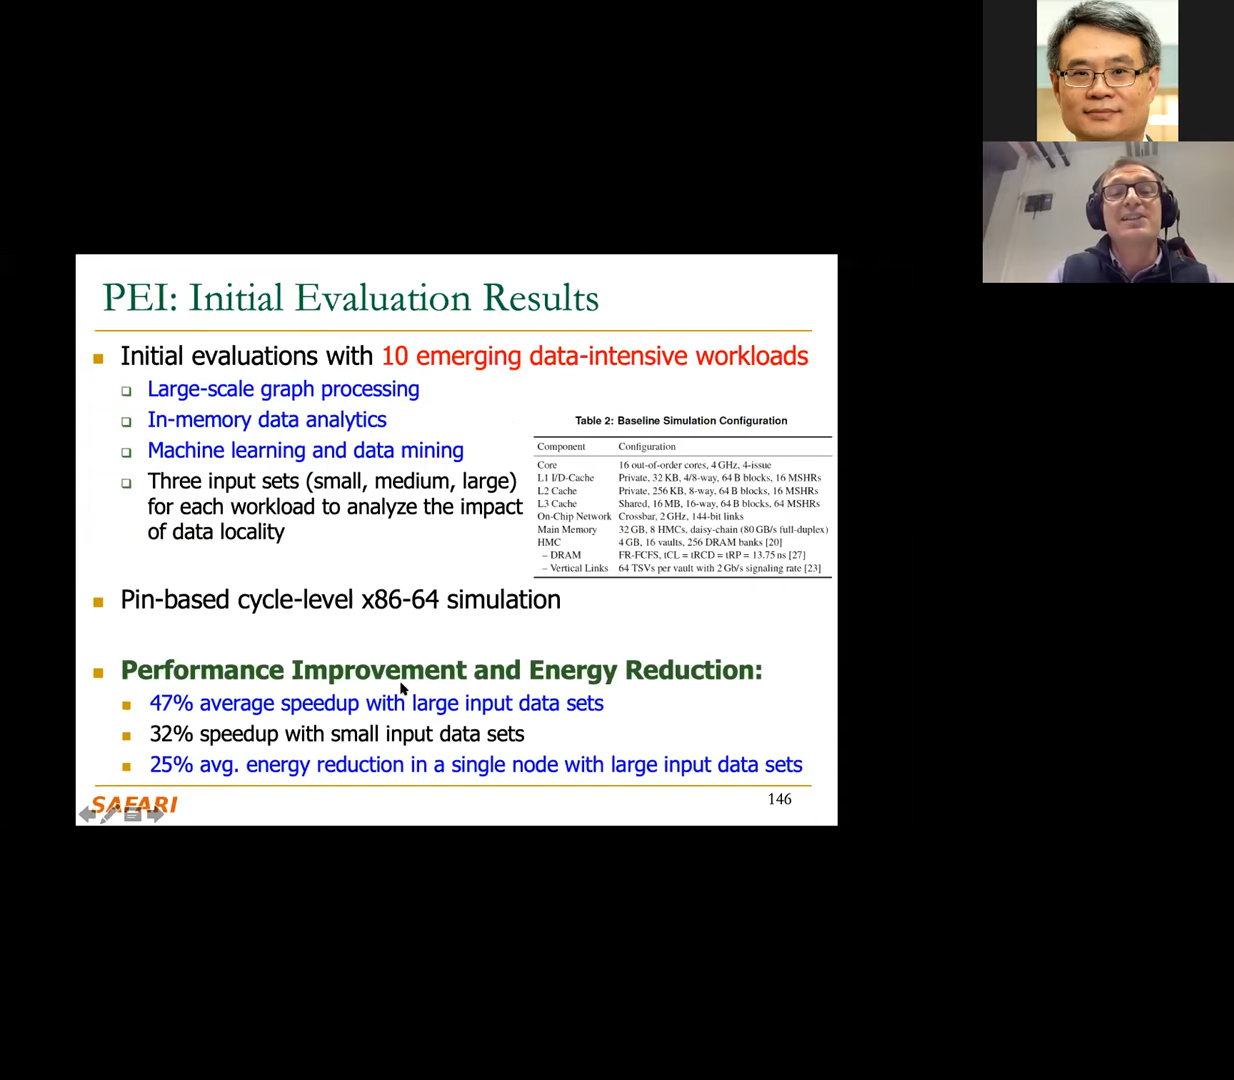 PEI: Initial Evaluation Results
Initial evaluations with 10 emerging data-intensive workloads
Large-scale graph processing
In-memory data analytics
Machine learning and data mining
Three input sets (small, medium, large)
for each workload to analyze the impact
of data locality
Table 2: Baseline Simulation Configuration
Component Configuration
Core 16 out-of-order cores, 4 GHz, 4-issue
L1 I/D-Cache Private, 32 KB, 4/8-way, 64 B blocks, 16 MSHRs
L2 Cache Private, 256 KB, 8-way, 64 B blocks, 16 MSHRs
L3 Cache Shared, 16 MB, 16-way, 64 B blocks, 64 MSHRs
On-Chip Network Crossbar, 2 GHz, 144-bit links
Main Memory 32 GB, 8 HMCs, daisy-chain (80 GB/s full-duplex)
HMC 4 GB, 16 vaults, 256 DRAM banks [20]
– DRAM FR-FCFS, tCL = tRCD = tRP = 13.75 ns [27]
– Vertical Links 64 TSVs per vault with 2 Gb/s signaling rate [23]
Pin-based cycle-level x86-64 simulation
Performance Improvement and Energy Reduction:
47% average speedup with large input data sets
32% speedup with small input data sets
25% avg. energy reduction in a single node with large input data sets
SAFARI
146